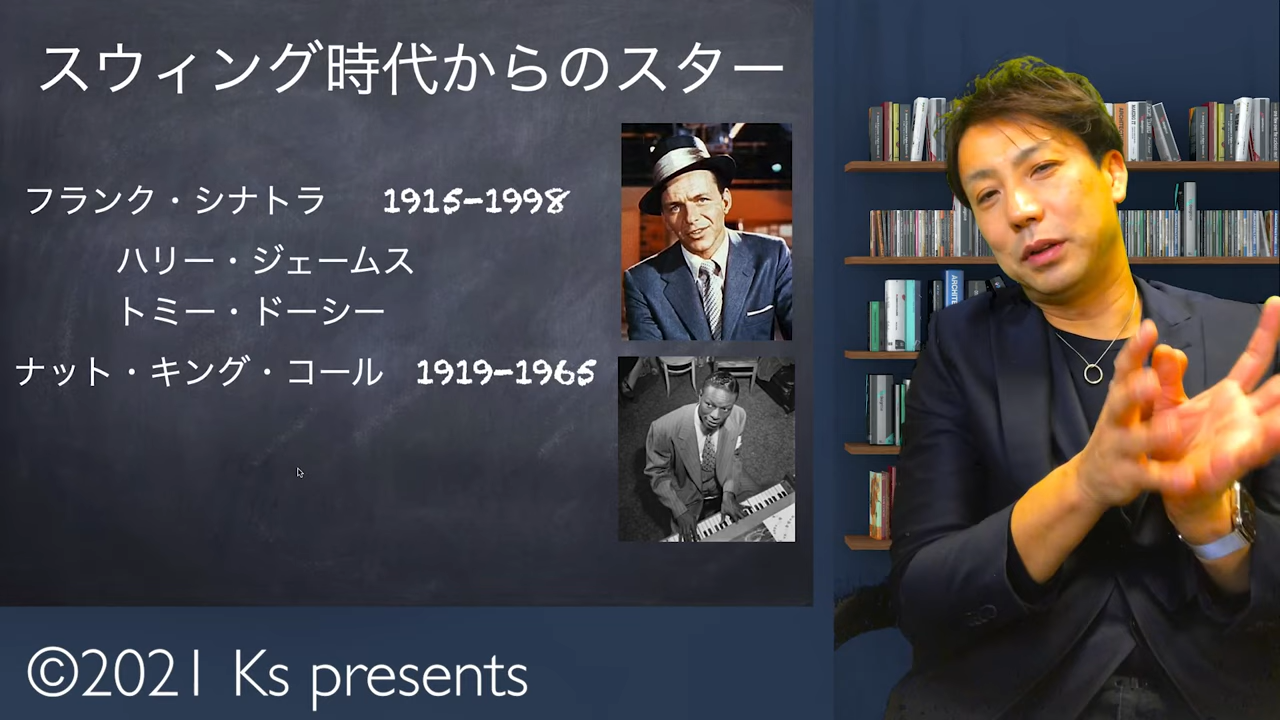 スウィング時代からのスター
フランク・シナトラ 1915-1998
ハリー・ジェームス
トミー・ドーシー
ナット・キング・コール 1919-1965
©2021 Ks presents